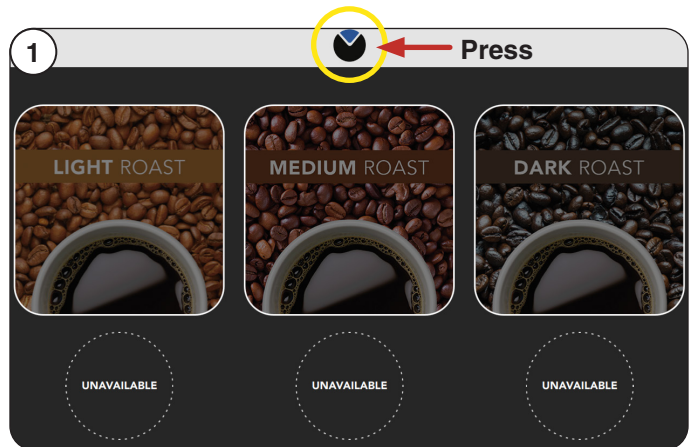 1
Press
LIGHT ROAST
MEDIUM ROAST
DARK ROAST
UNAVAILABLE
UNAVAILABLE
UNAVAILABLE